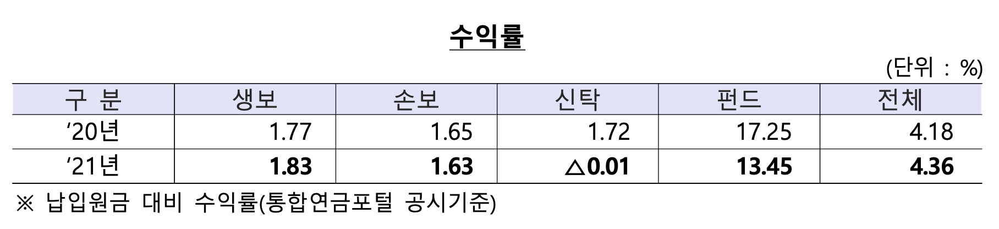 수익률
(단위 : %)
구 분 생보 손보 신탁 펀드 전체
‘20년 1.77 1.65 1.72 17.25 4.18
‘21년 1.83 1.63 △0.01 13.45 4.36
※ 납입원금 대비 수익률(통합연금포털 공시기준)